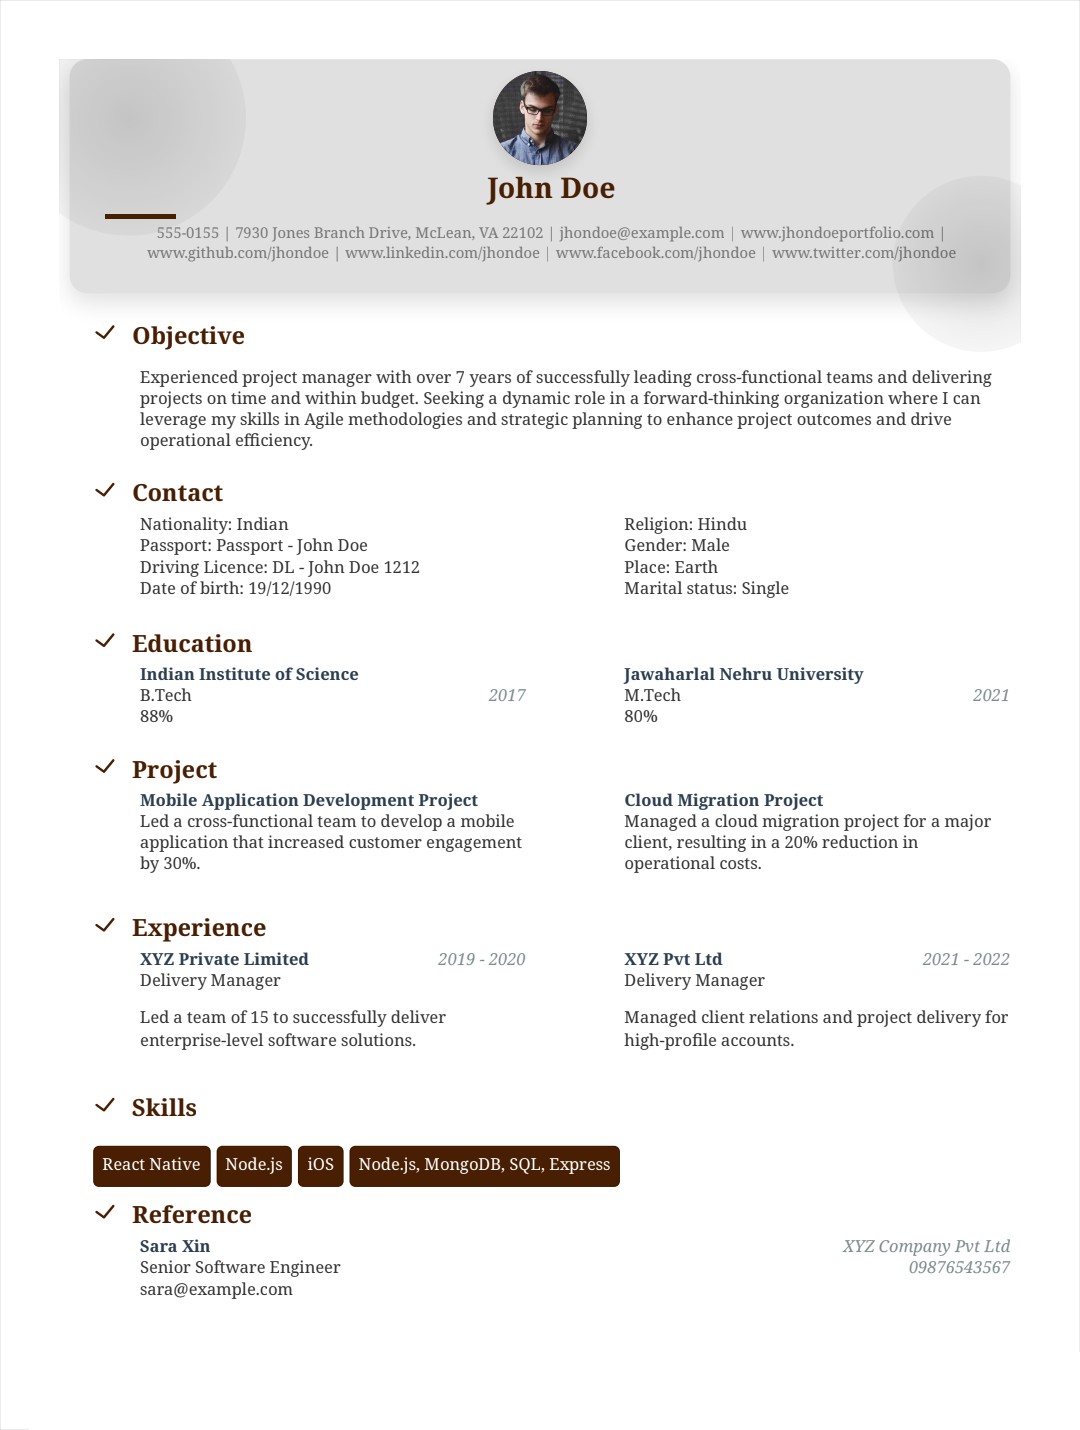 John Doe
555-0155 | 7930 Jones Branch Drive, McLean, VA 22102 | jhondoe@example.com | www.jhondoeportfolio.com |
www.github.com/jhondoe | www.linkedin.com/jhondoe | www.facebook.com/jhondoe | www.twitter.com/jhondoe
Objective
Experienced project manager with over 7 years of successfully leading cross-functional teams and delivering
projects on time and within budget. Seeking a dynamic role in a forward-thinking organization where I can
leverage my skills in Agile methodologies and strategic planning to enhance project outcomes and drive
operational efficiency.
Contact
Nationality: Indian
Passport: Passport - John Doe
Driving Licence: DL - John Doe 1212
Date of birth: 19/12/1990
Religion: Hindu
Gender: Male
Place: Earth
Marital status: Single
Education
Indian Institute of Science
B.Tech 2017
88%
Jawaharlal Nehru University
M.Tech 2021
80%
Project
Mobile Application Development Project
Led a cross-functional team to develop a mobile
application that increased customer engagement
by 30%.
Cloud Migration Project
Managed a cloud migration project for a major
client, resulting in a 20% reduction in
operational costs.
Experience
XYZ Private Limited 2019 - 2020
Delivery Manager
Led a team of 15 to successfully deliver
enterprise-level software solutions.
XYZ Pvt Ltd 2021 - 2022
Delivery Manager
Managed client relations and project delivery for
high-profile accounts.
Skills
React Native Node.js iOS Node.js, MongoDB, SQL, Express
Reference
Sara Xin XYZ Company Pvt Ltd
Senior Software Engineer 09876543567
sara@example.com